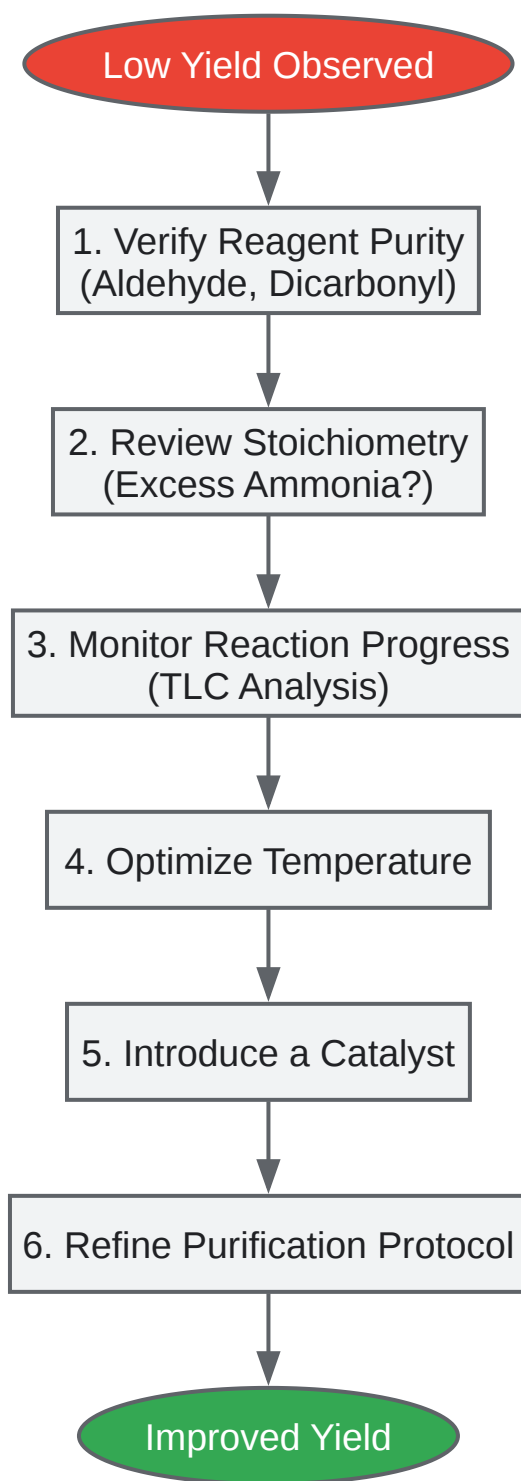 Low Yield Observed
1. Verify Reagent Purity
(Aldehyde, Dicarbonyl)
2. Review Stoichiometry
(Excess Ammonia?)
3. Monitor Reaction Progress
(TLC Analysis)
4. Optimize Temperature
5. Introduce a Catalyst
6. Refine Purification Protocol
Improved Yield